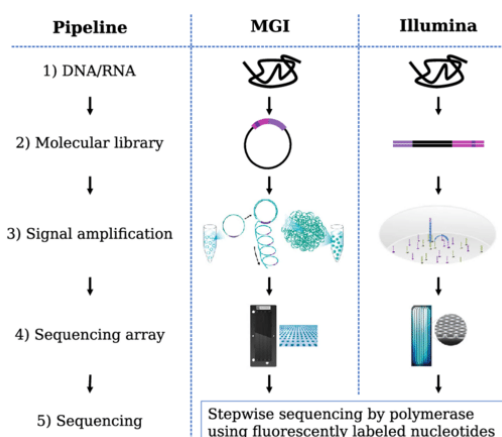 Pipeline MGI Illumina
1) DNA/RNA
2) Molecular library
3) Signal amplification
4) Sequencing array
5) Sequencing
Stepwise sequencing by polymerase
using fluorescently labeled nucleotides